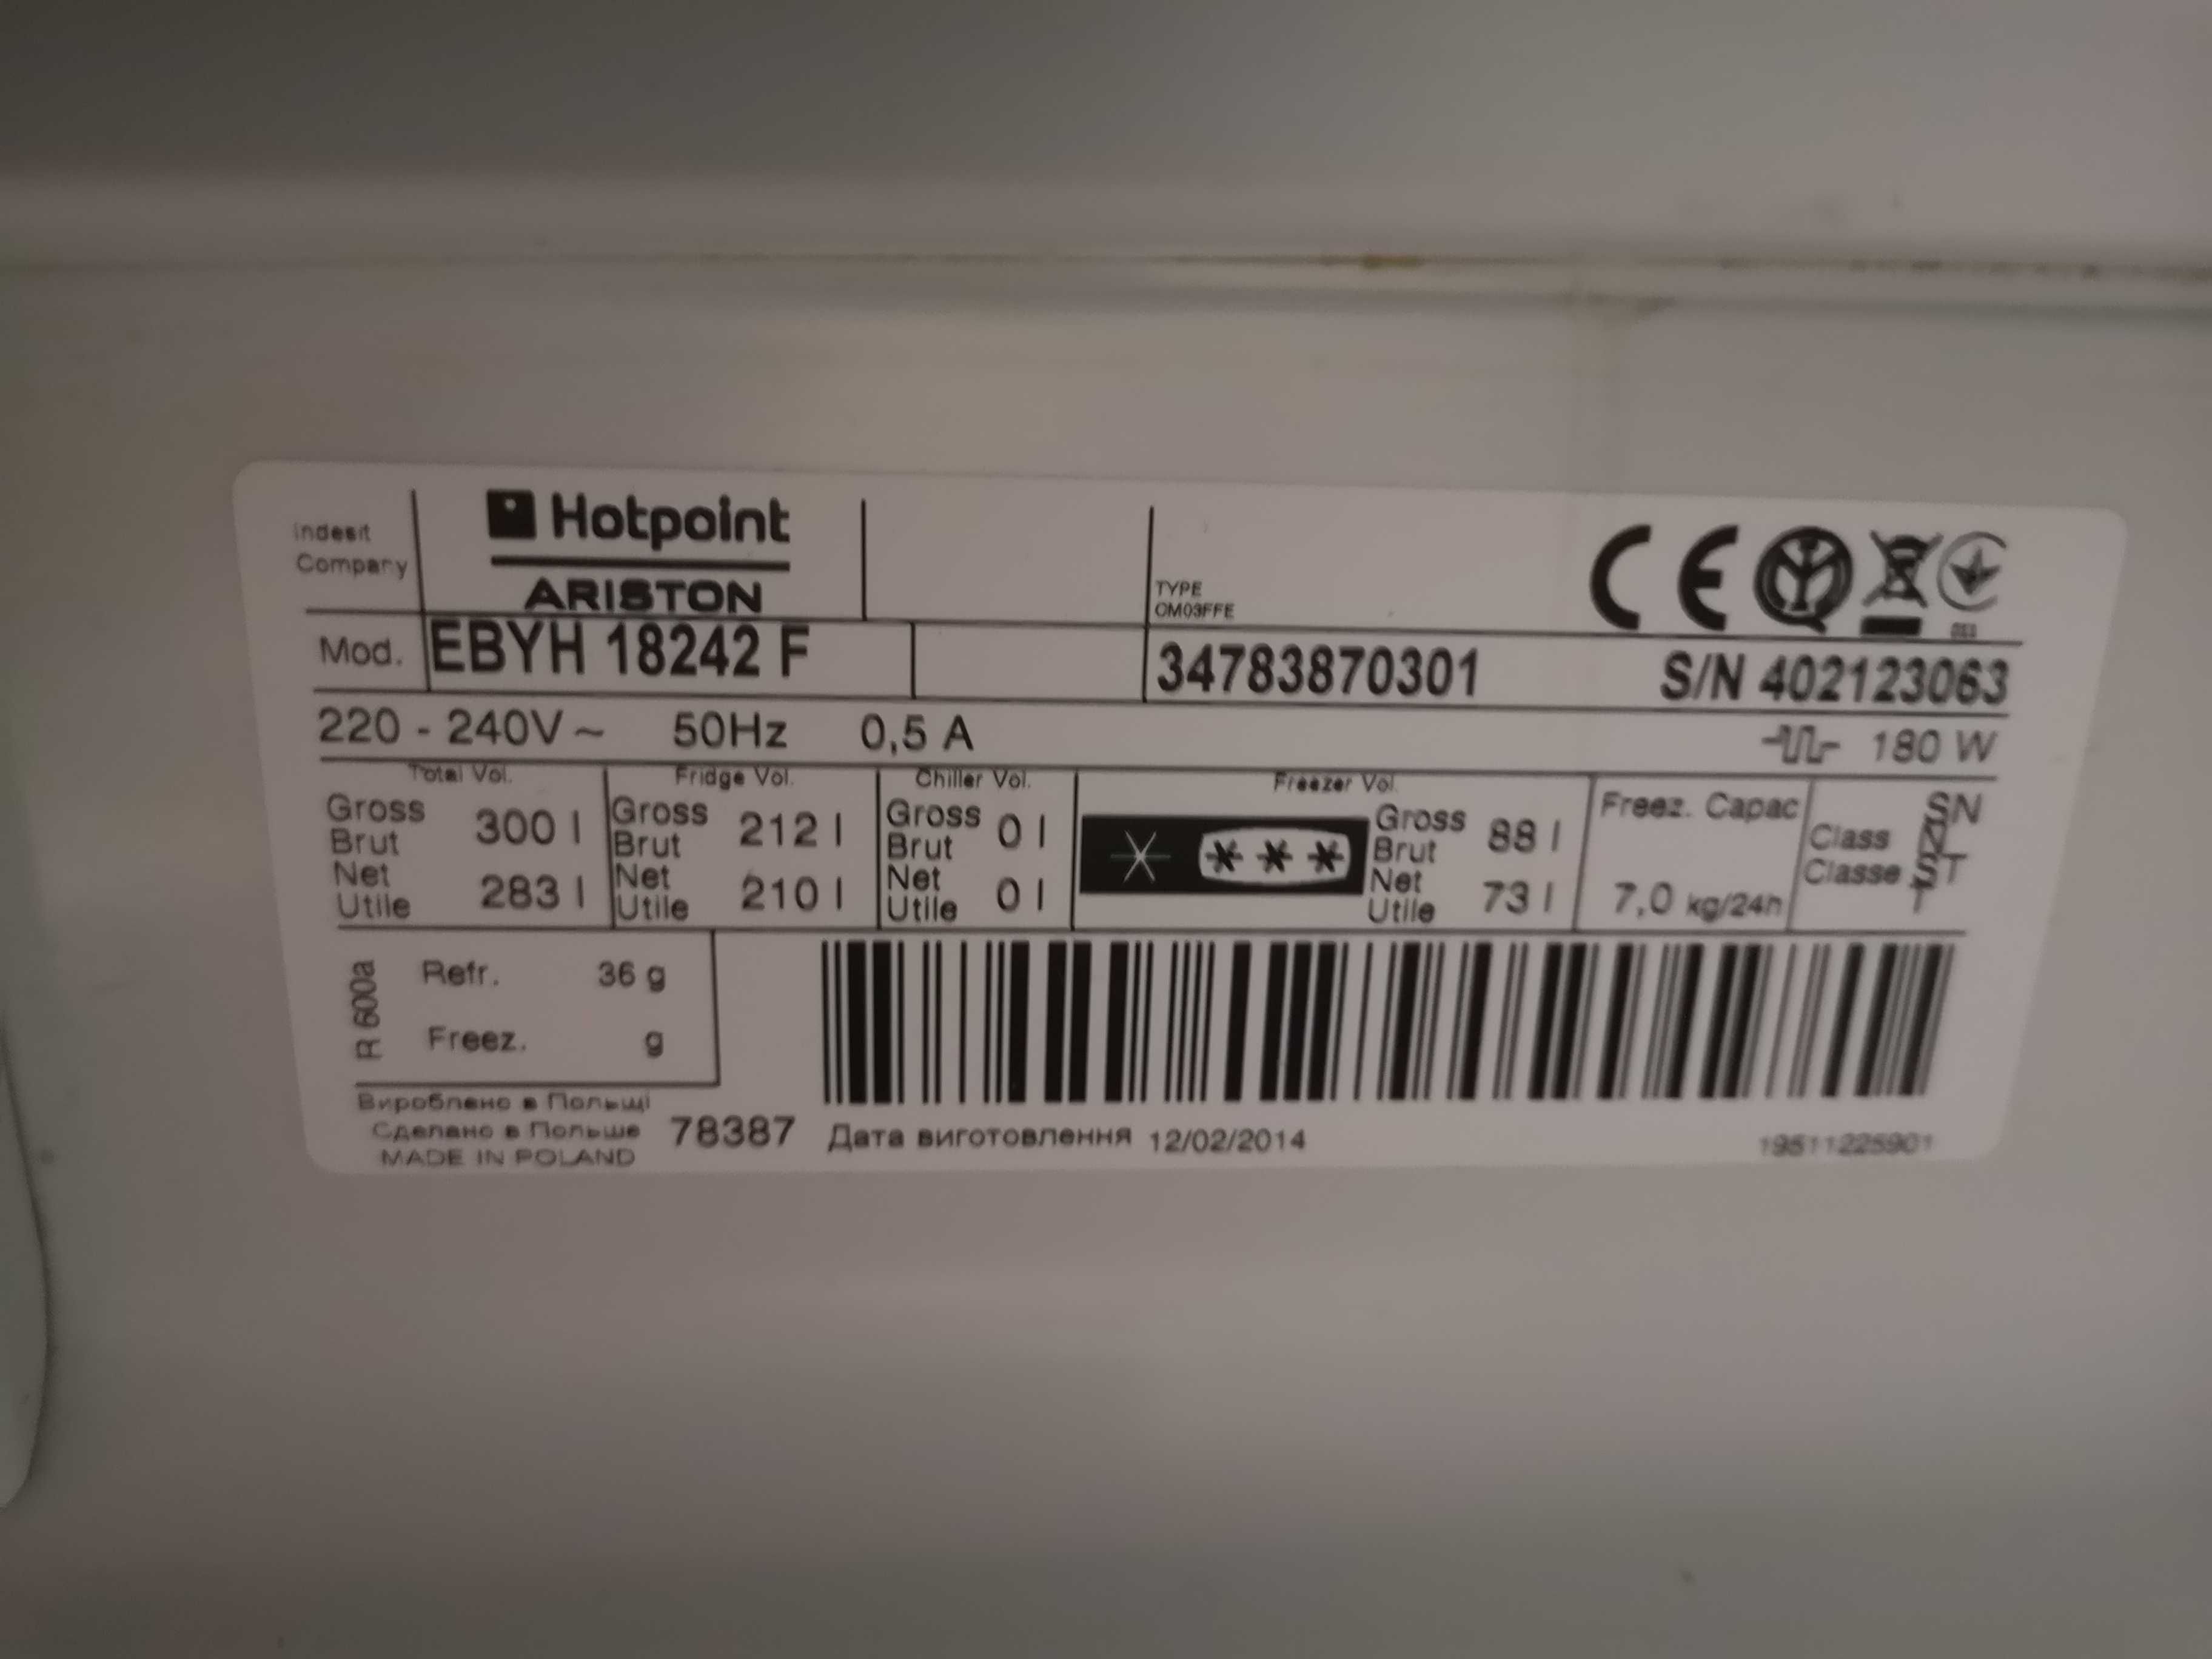 Indesit
Company
Hotpoint
ARISTON
TYPE
OM03FFE
CE
Mod. EBYH 18242 F
34783870301 S/N 402123063
220 - 240V ~ 50Hz 0,5 A 180 W
Total Vol. Fridge Vol. Chiller Vol. Freezer Vol.
Gross
Brut 300 l
Net
Utile 283 l
Gross
Brut 212 l
Net
Utile 210 l
Gross
Brut 0 l
Net
Utile 0 l
Gross
Brut 88 l
Net
Utile 73 l
Freez. Capac
7,0 kg/24h
Class
Classe
SN
N
ST
T
R 600a
Refr. 36 g
Freez. g
Вироблено в Польщі
Сделано в Польше
MADE IN POLAND
78387 Дата виготовлення 12/02/2014
19511225901